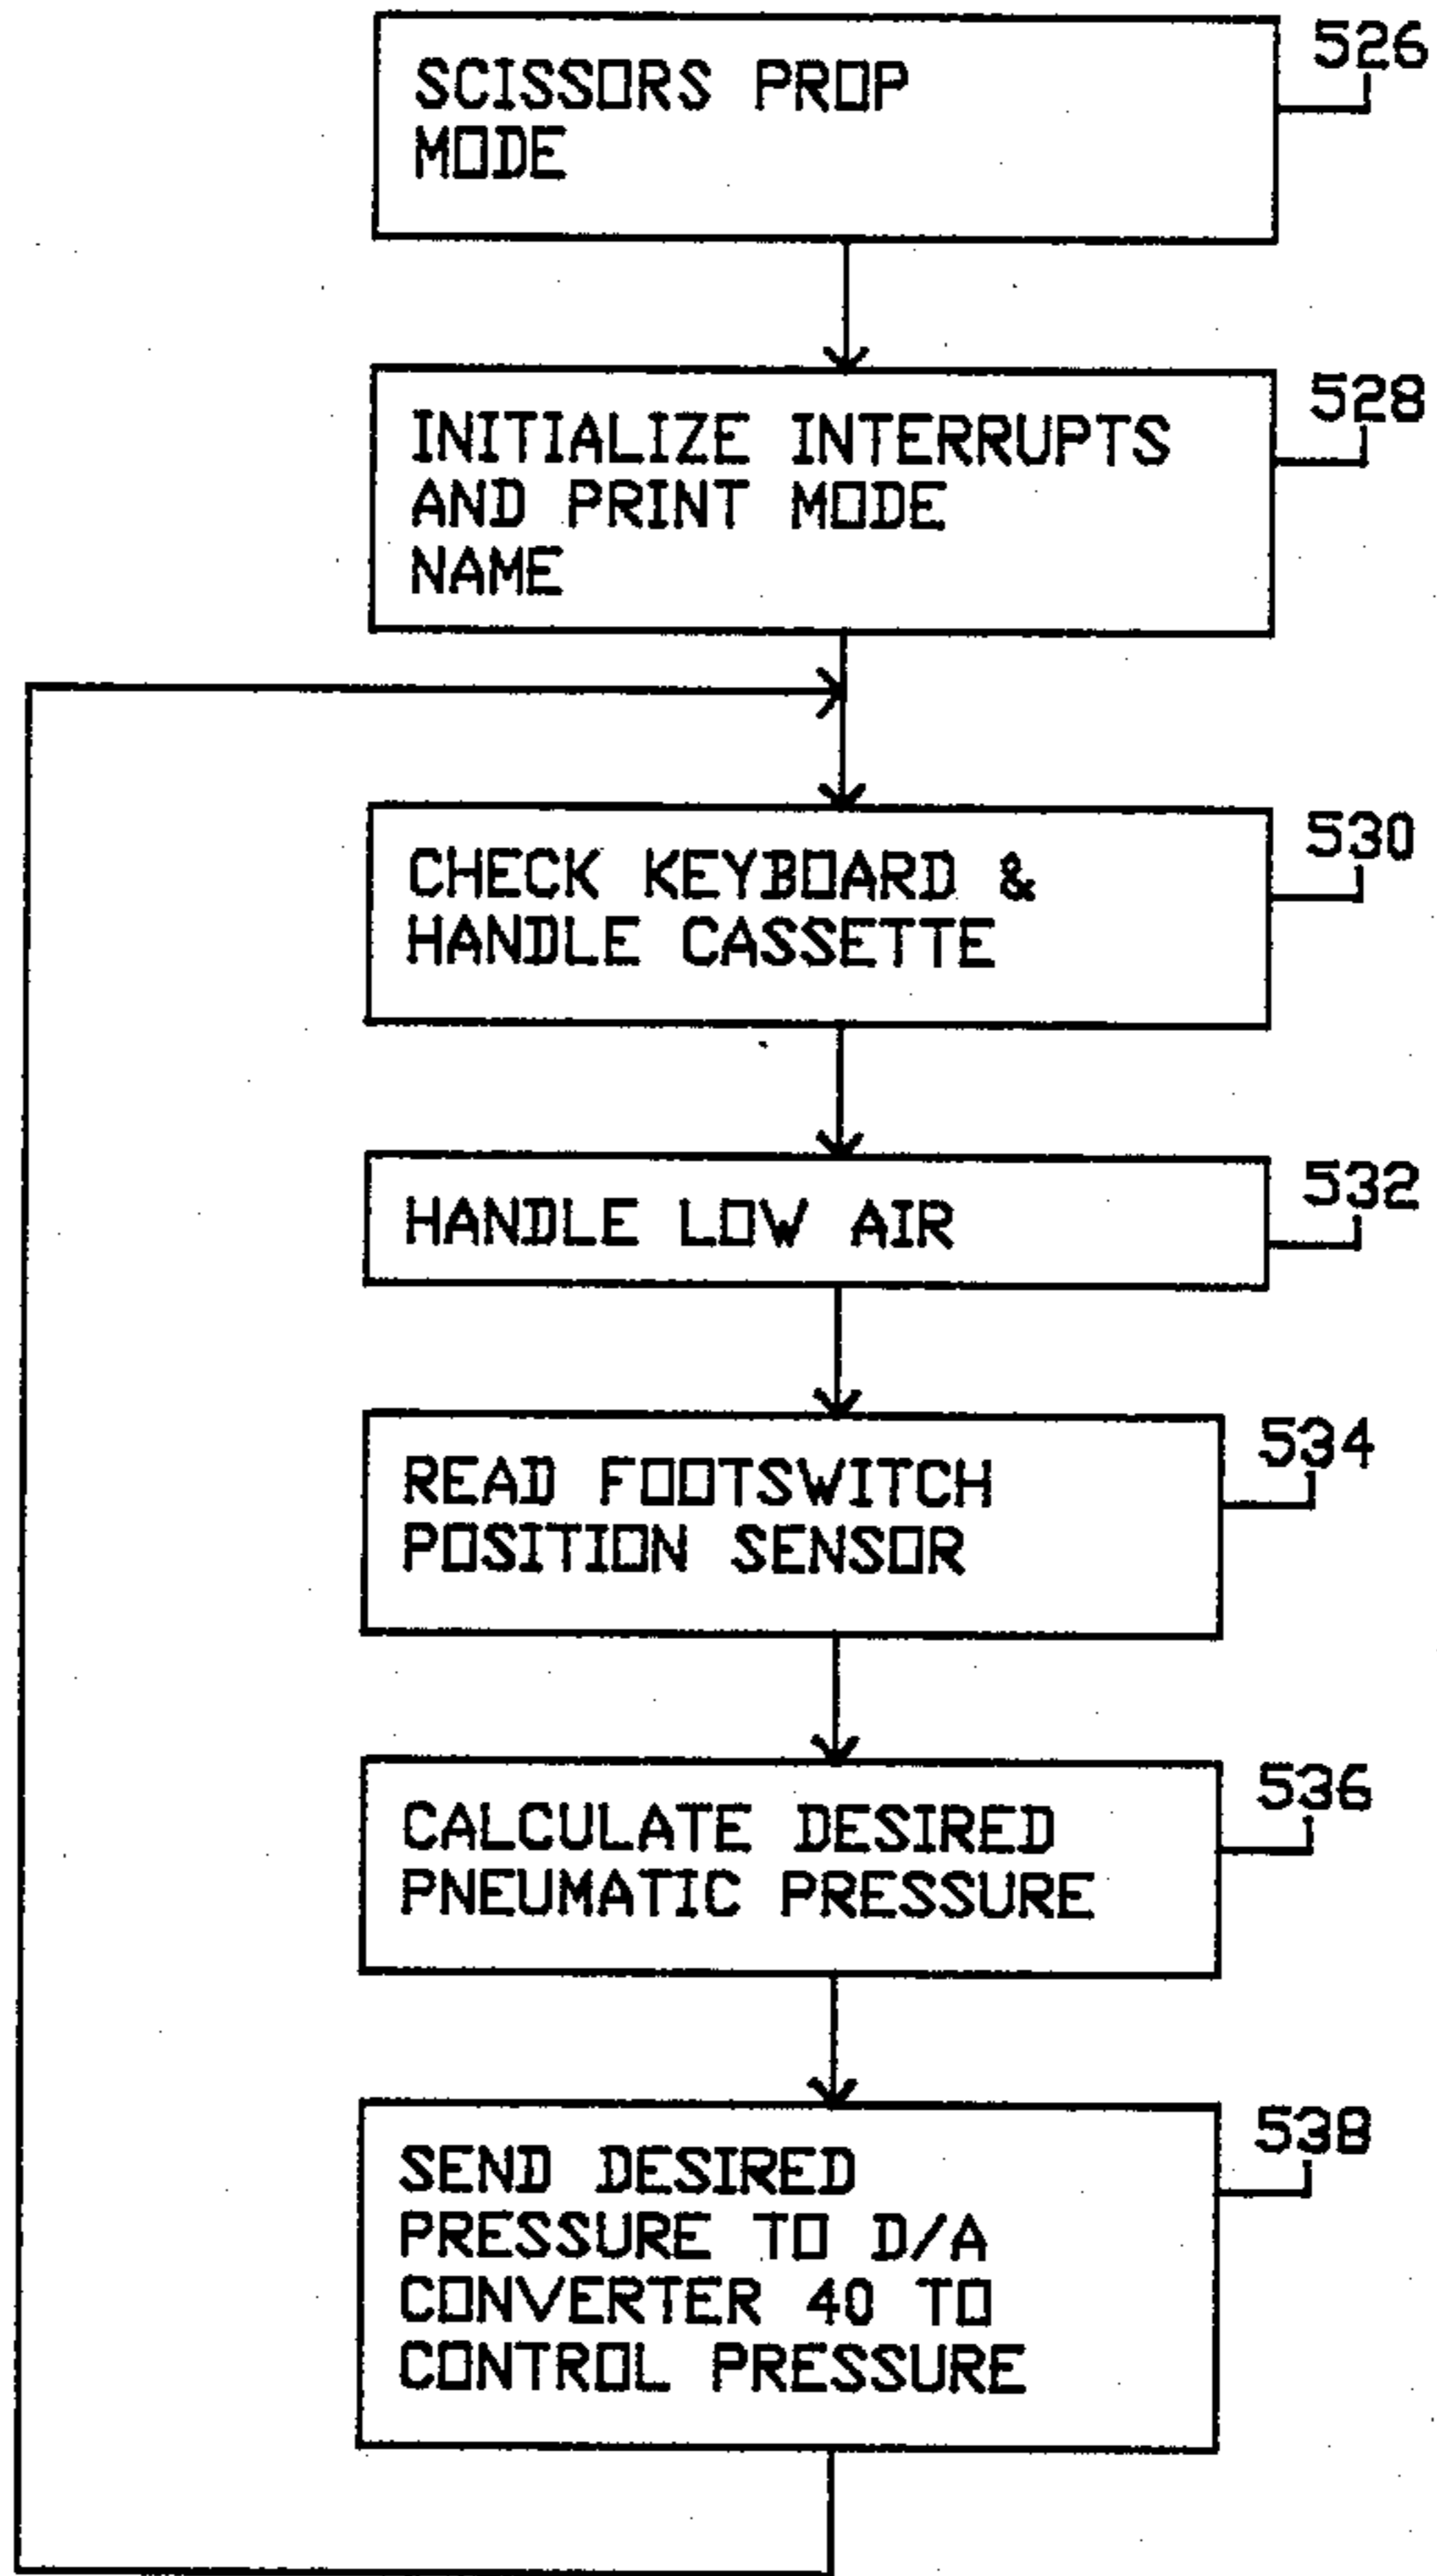 SCISSORS PROP
MODE
526
INITIALIZE INTERRUPTS
AND PRINT MODE
NAME
528
CHECK KEYBOARD &
HANDLE CASSETTE
530
HANDLE LOW AIR
532
READ FOOTSWITCH
POSITION SENSOR
534
CALCULATE DESIRED
PNEUMATIC PRESSURE
536
SEND DESIRED
PRESSURE TO D/A
CONVERTER 40 TO
CONTROL PRESSURE
538